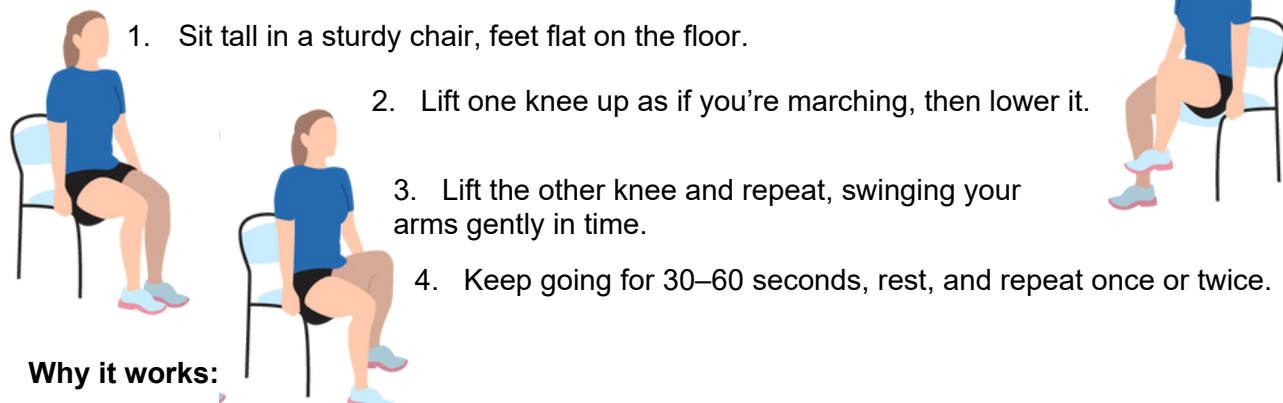 1. Sit tall in a sturdy chair, feet flat on the floor.
2. Lift one knee up as if you’re marching, then lower it.
3. Lift the other knee and repeat, swinging your
arms gently in time.
4. Keep going for 30–60 seconds, rest, and repeat once or twice.
Why it works: